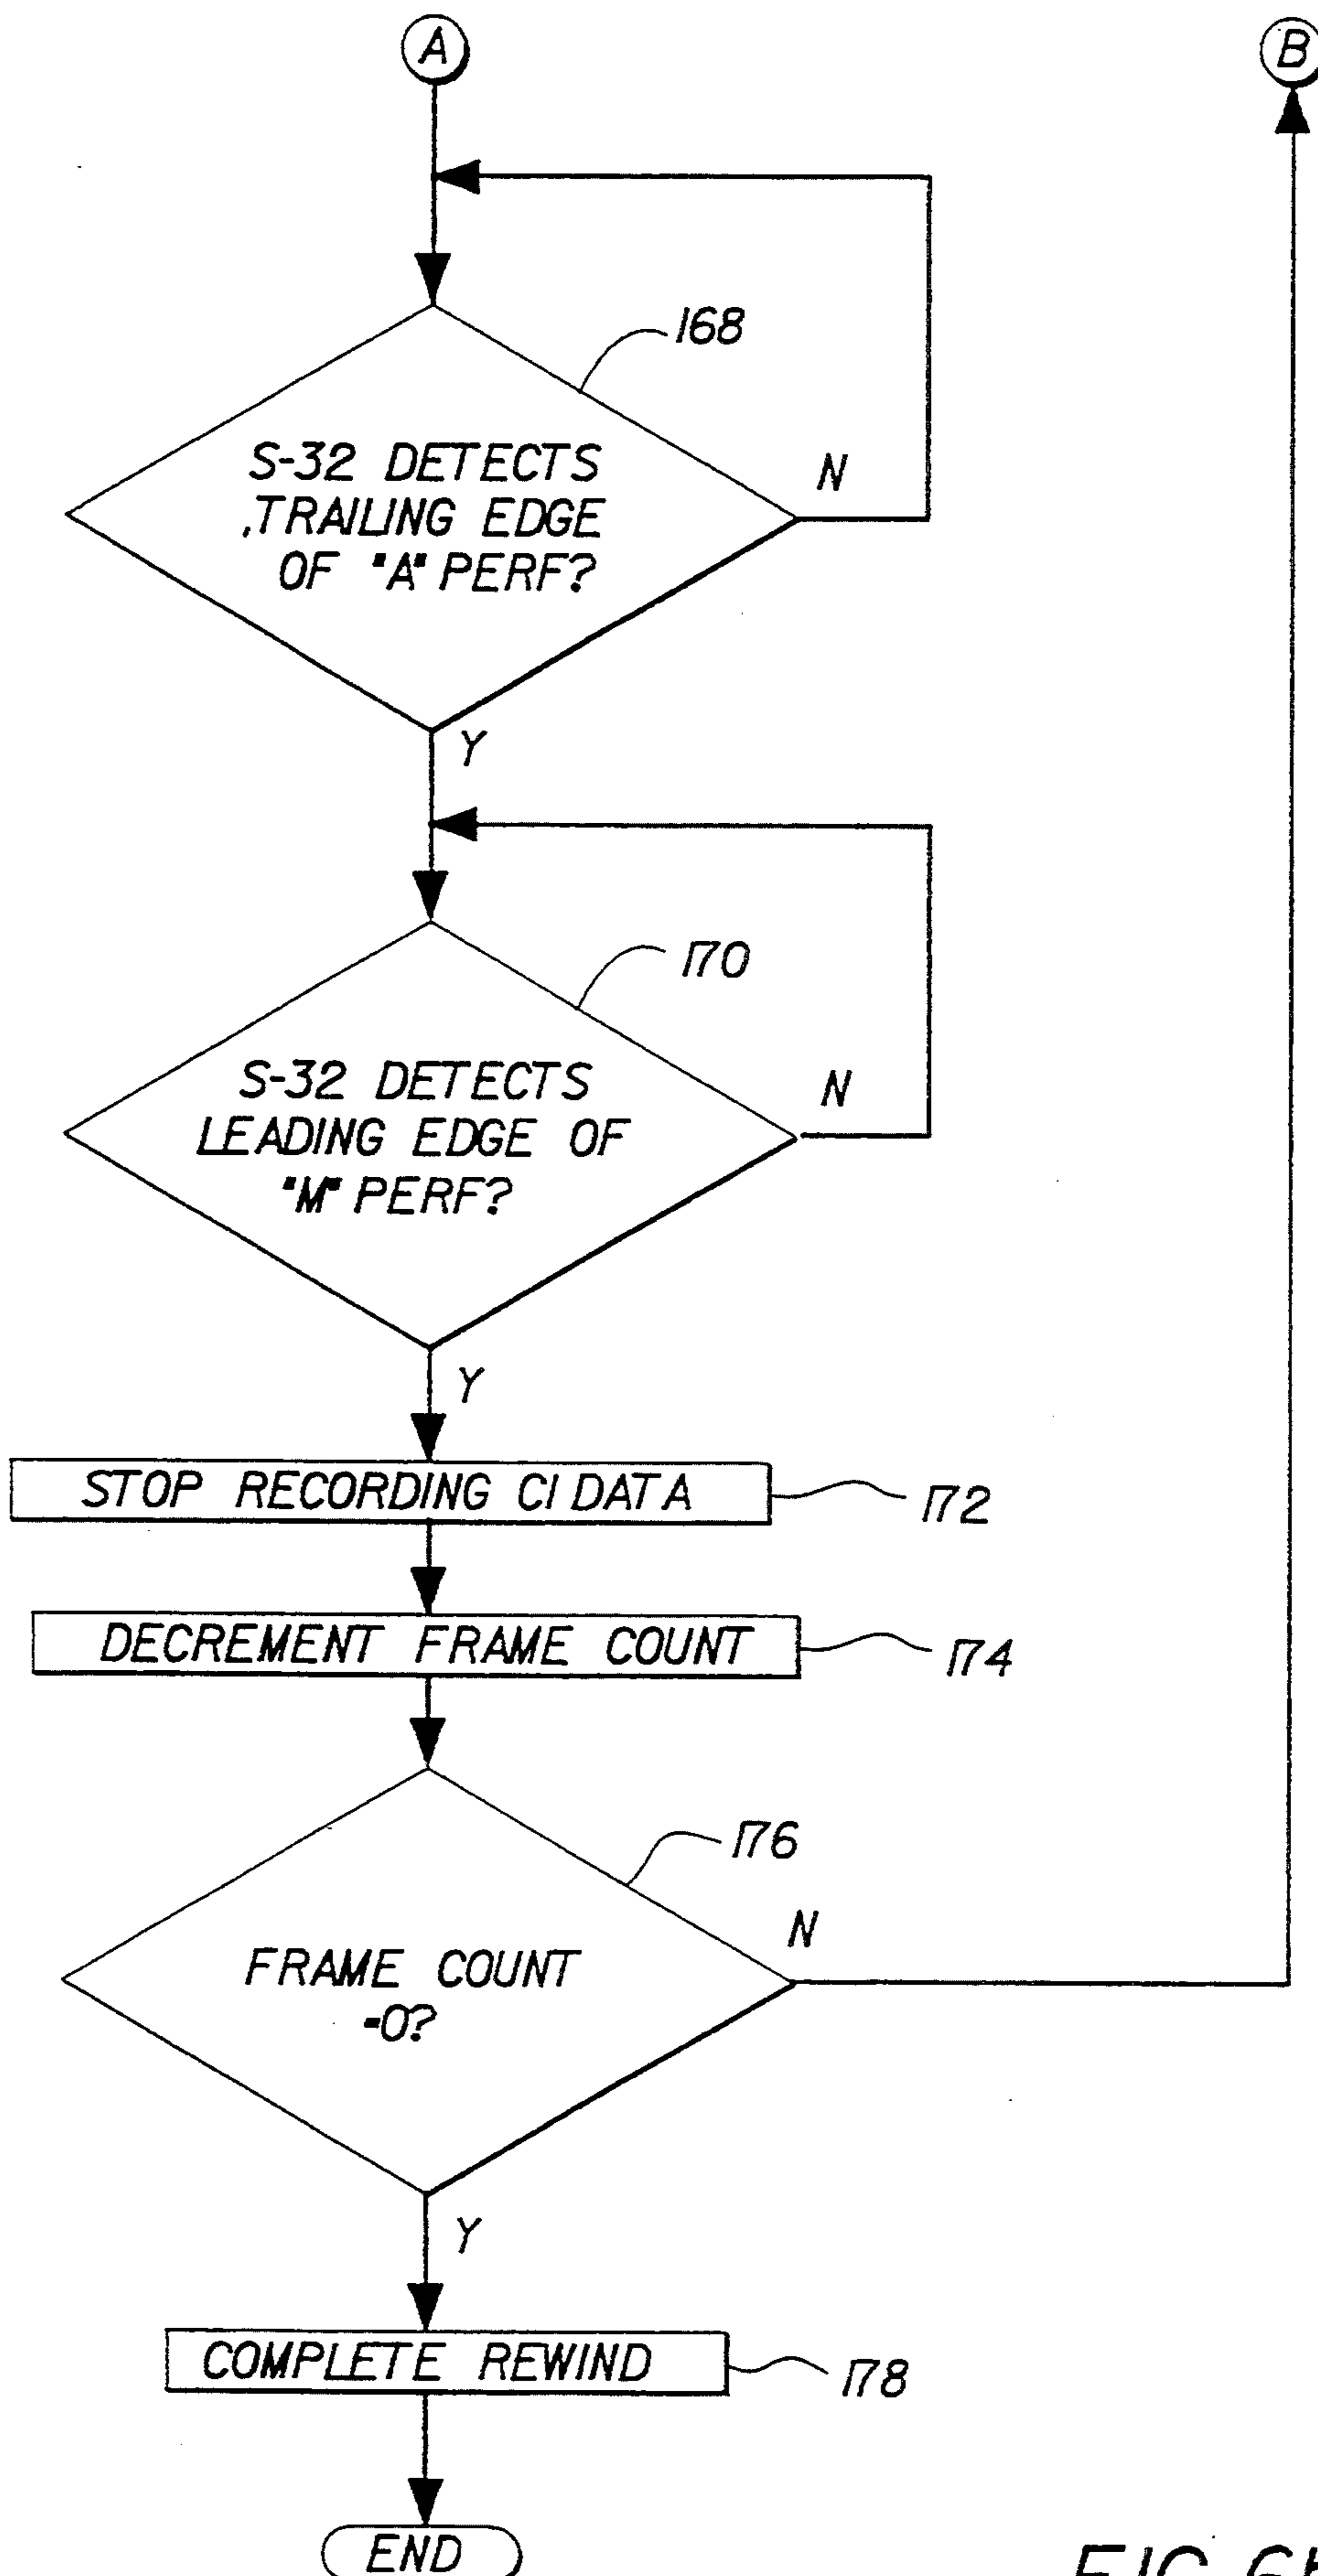 A
B
168
S-32 DETECTS
TRAILING EDGE
OF "A" PERF?
N
Y
170
S-32 DETECTS
LEADING EDGE OF
"M" PERF?
N
Y
STOP RECORDING CI DATA
172
DECREMENT FRAME COUNT
174
176
FRAME COUNT
=0?
N
Y
COMPLETE REWIND
178
END